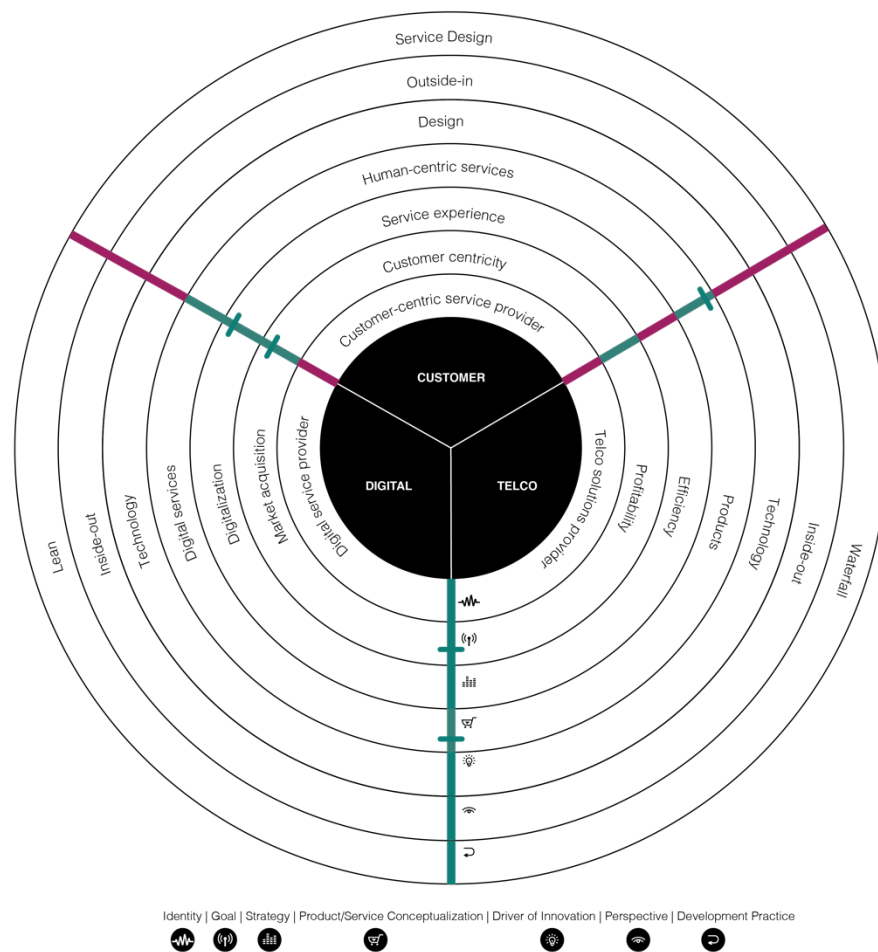 Service Design
Outside-in
Design
Human-centric services
Service experience
Customer centricity
Customer-centric service provider
CUSTOMER
DIGITAL
TELCO
Digital service provider
Market acquisition
Digitalization
Digital services
Technology
Inside-out
Lean
Telco solutions provider
Profitability
Efficiency
Products
Technology
Inside-out
Waterfall
Identity | Goal | Strategy | Product/Service Conceptualization | Driver of Innovation | Perspective | Development Practice